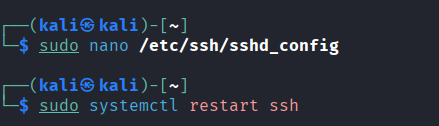 ┌──(kali㉿kali)-[~]
└─$ sudo nano /etc/ssh/sshd_config
┌──(kali㉿kali)-[~]
└─$ sudo systemctl restart ssh